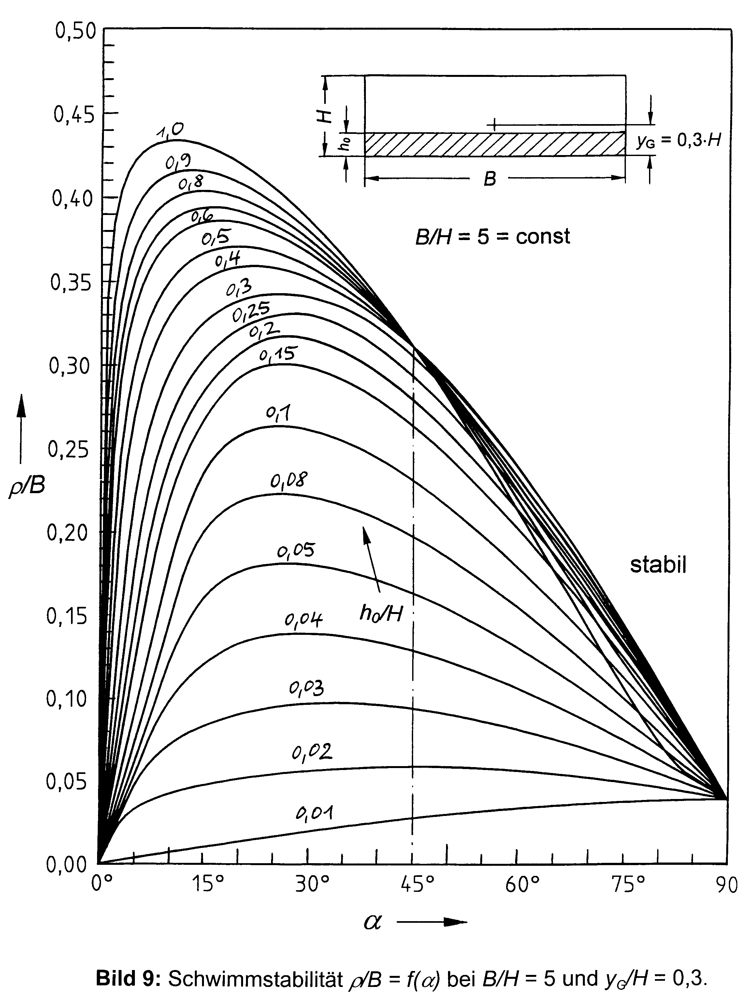 0,50
0,45
0,40
0,35
0,30
0,25
0,20
0,15
0,10
0,05
0,00
ρ/B
H
h₀
B
y_G = 0,3·H
B/H = 5 = const
1,0
0,9
0,8
0,6
0,5
0,4
0,3
0,25
0,2
0,15
0,1
0,08
0,05
0,04
0,03
0,02
0,01
h₀/H
stabil
0° 15° 30° 45° 60° 75° 90
α
Bild 9: Schwimmstabilität ρ/B = f(α) bei B/H = 5 und y_G/H = 0,3.